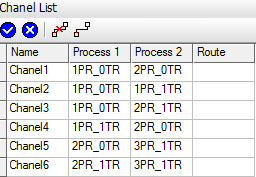 Chanel List
Name Process 1 Process 2 Route
Chanel1 1PR_0TR 2PR_0TR
Chanel2 1PR_0TR 1PR_1TR
Chanel3 1PR_0TR 2PR_1TR
Chanel4 1PR_1TR 2PR_0TR
Chanel5 2PR_0TR 3PR_1TR
Chanel6 2PR_1TR 3PR_1TR